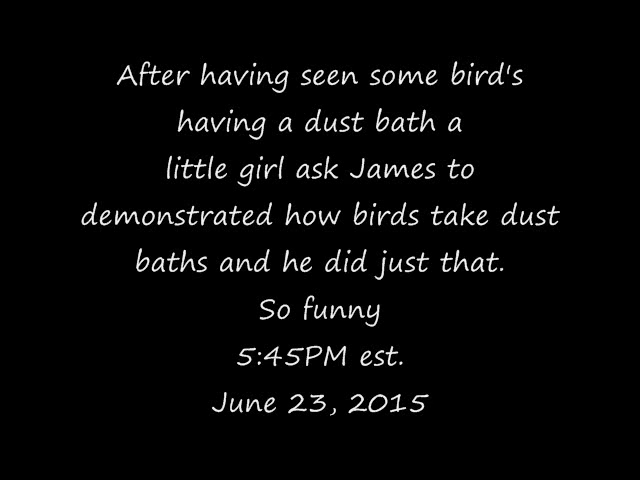 After having seen some bird's
having a dust bath a
little girl ask James to
demonstrated how birds take dust
baths and he did just that.
So funny
5:45PM est.
June 23, 2015